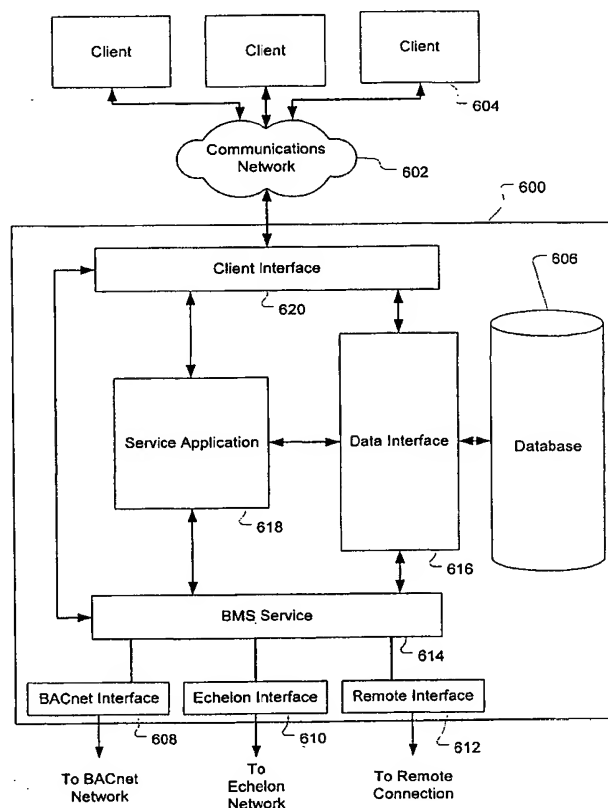 Client
Client
Client
604
Communications
Network
602
600
Client Interface
620
606
Service Application
618
Data Interface
616
Database
BMS Service
614
BACnet Interface
608
Echelon Interface
610
Remote Interface
612
To BACnet
Network
To
Echelon
Network
To Remote
Connection